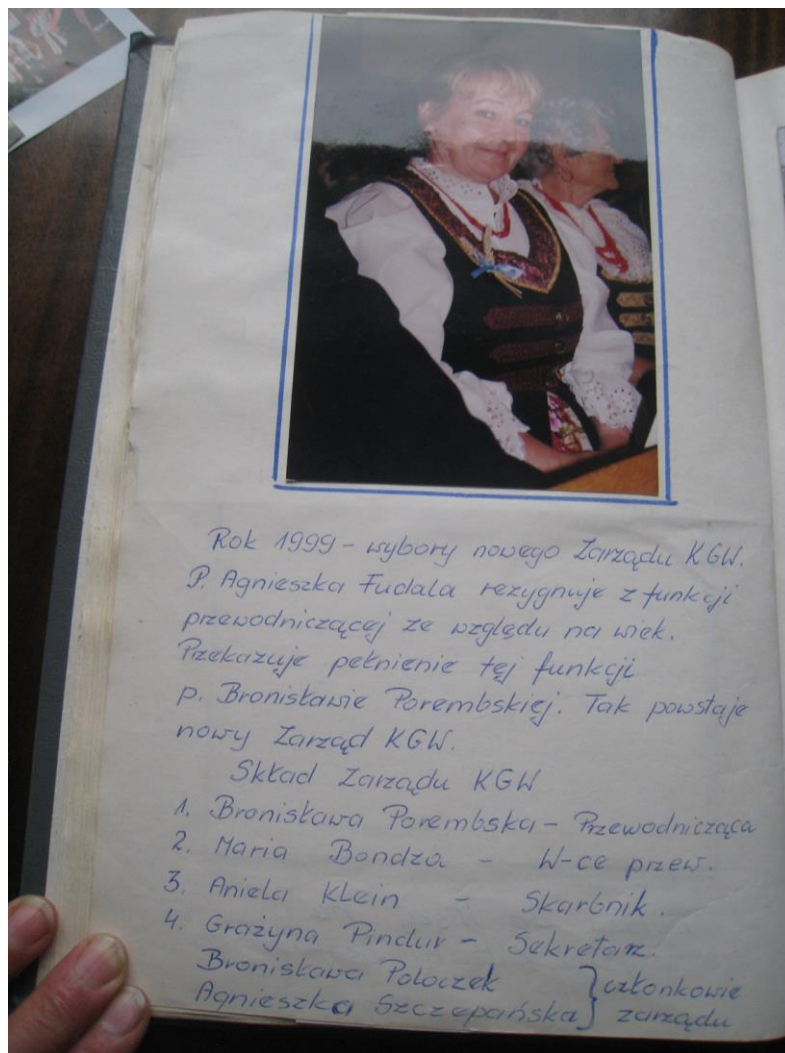 Rok 1999 - wybory nowego Zarządu KGW.
P. Agnieszka Fudala rezygnuje z funkcji
przewodniczącej ze względu na wiek.
Przekazuje pełnienie tej funkcji
p. Bronisławie Porembskiej. Tak powstaje
nowy Zarząd KGW.
Skład Zarządu KGW
1. Bronisława Porembska - Przewodnicząca
2. Maria Bondza - W-ce przew.
3. Aniela Klein - Skarbnik.
4. Grażyna Pindur - Sekretarz.
Bronisława Poloczek } członkowie
Agnieszka Szczepańska } zarządu